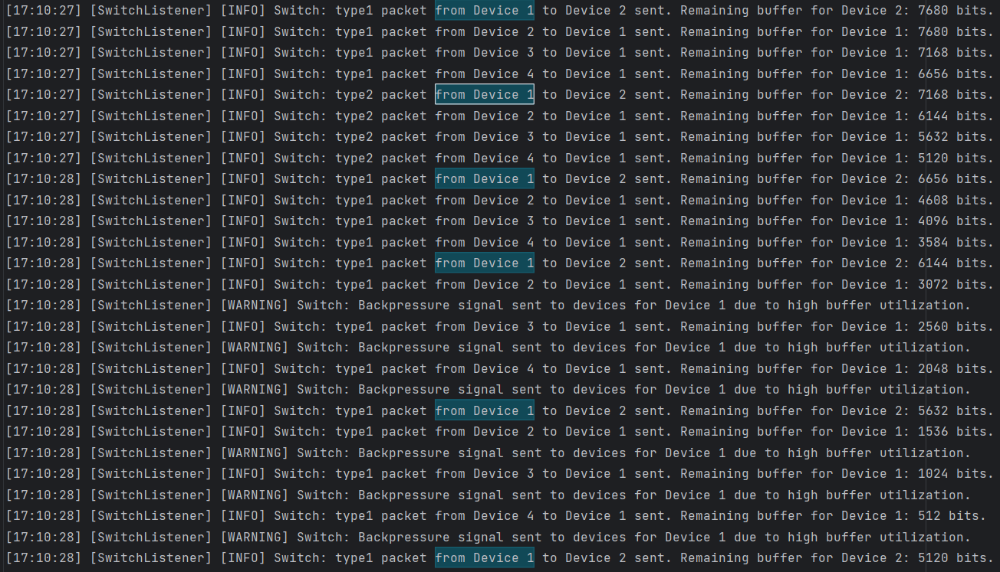 [17:10:27] [SwitchListener] [INFO] Switch: type1 packet from Device 1 to Device 2 sent. Remaining buffer for Device 2: 7680 bits.
[17:10:27] [SwitchListener] [INFO] Switch: type1 packet from Device 2 to Device 1 sent. Remaining buffer for Device 1: 7680 bits.
[17:10:27] [SwitchListener] [INFO] Switch: type1 packet from Device 3 to Device 1 sent. Remaining buffer for Device 1: 7168 bits.
[17:10:27] [SwitchListener] [INFO] Switch: type1 packet from Device 4 to Device 1 sent. Remaining buffer for Device 1: 6656 bits.
[17:10:27] [SwitchListener] [INFO] Switch: type2 packet from Device 1 to Device 2 sent. Remaining buffer for Device 2: 7168 bits.
[17:10:27] [SwitchListener] [INFO] Switch: type2 packet from Device 2 to Device 1 sent. Remaining buffer for Device 1: 6144 bits.
[17:10:27] [SwitchListener] [INFO] Switch: type2 packet from Device 3 to Device 1 sent. Remaining buffer for Device 1: 5632 bits.
[17:10:27] [SwitchListener] [INFO] Switch: type2 packet from Device 4 to Device 1 sent. Remaining buffer for Device 1: 5120 bits.
[17:10:28] [SwitchListener] [INFO] Switch: type1 packet from Device 1 to Device 2 sent. Remaining buffer for Device 2: 6656 bits.
[17:10:28] [SwitchListener] [INFO] Switch: type1 packet from Device 2 to Device 1 sent. Remaining buffer for Device 1: 4608 bits.
[17:10:28] [SwitchListener] [INFO] Switch: type1 packet from Device 3 to Device 1 sent. Remaining buffer for Device 1: 4096 bits.
[17:10:28] [SwitchListener] [INFO] Switch: type1 packet from Device 4 to Device 1 sent. Remaining buffer for Device 1: 3584 bits.
[17:10:28] [SwitchListener] [INFO] Switch: type1 packet from Device 1 to Device 2 sent. Remaining buffer for Device 2: 6144 bits.
[17:10:28] [SwitchListener] [INFO] Switch: type1 packet from Device 2 to Device 1 sent. Remaining buffer for Device 1: 3072 bits.
[17:10:28] [SwitchListener] [WARNING] Switch: Backpressure signal sent to devices for Device 1 due to high buffer utilization.
[17:10:28] [SwitchListener] [INFO] Switch: type1 packet from Device 3 to Device 1 sent. Remaining buffer for Device 1: 2560 bits.
[17:10:28] [SwitchListener] [WARNING] Switch: Backpressure signal sent to devices for Device 1 due to high buffer utilization.
[17:10:28] [SwitchListener] [INFO] Switch: type1 packet from Device 4 to Device 1 sent. Remaining buffer for Device 1: 2048 bits.
[17:10:28] [SwitchListener] [WARNING] Switch: Backpressure signal sent to devices for Device 1 due to high buffer utilization.
[17:10:28] [SwitchListener] [INFO] Switch: type1 packet from Device 1 to Device 2 sent. Remaining buffer for Device 2: 5632 bits.
[17:10:28] [SwitchListener] [INFO] Switch: type1 packet from Device 2 to Device 1 sent. Remaining buffer for Device 1: 1536 bits.
[17:10:28] [SwitchListener] [WARNING] Switch: Backpressure signal sent to devices for Device 1 due to high buffer utilization.
[17:10:28] [SwitchListener] [INFO] Switch: type1 packet from Device 3 to Device 1 sent. Remaining buffer for Device 1: 1024 bits.
[17:10:28] [SwitchListener] [WARNING] Switch: Backpressure signal sent to devices for Device 1 due to high buffer utilization.
[17:10:28] [SwitchListener] [INFO] Switch: type1 packet from Device 4 to Device 1 sent. Remaining buffer for Device 1: 512 bits.
[17:10:28] [SwitchListener] [WARNING] Switch: Backpressure signal sent to devices for Device 1 due to high buffer utilization.
[17:10:28] [SwitchListener] [INFO] Switch: type1 packet from Device 1 to Device 2 sent. Remaining buffer for Device 2: 5120 bits.